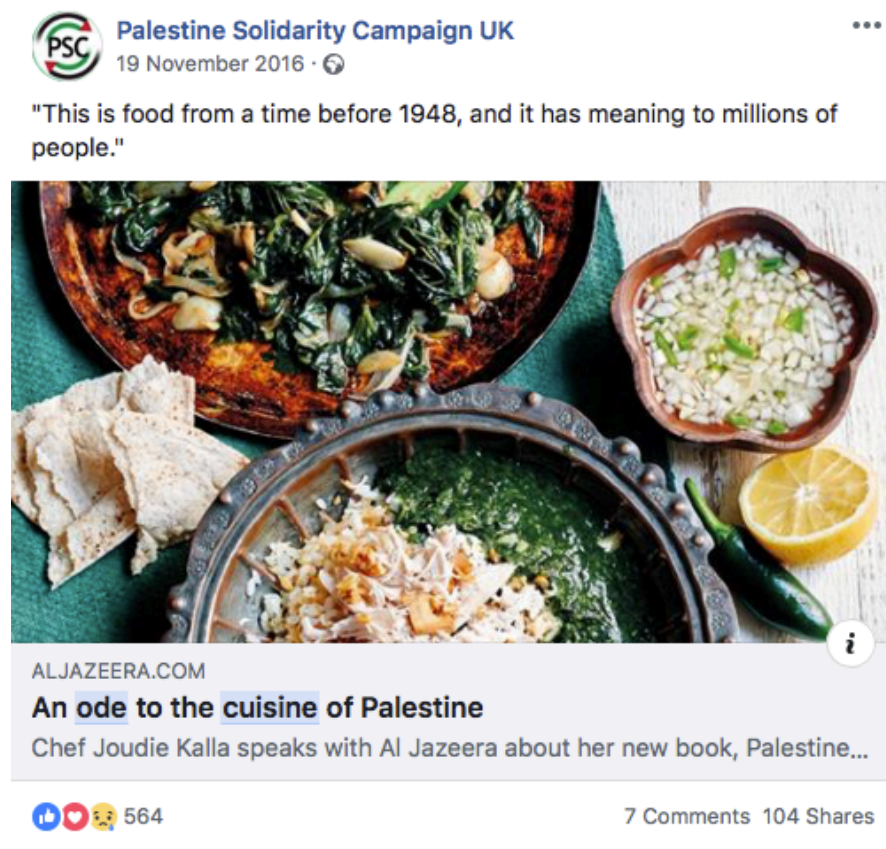 PSC
Palestine Solidarity Campaign UK
19 November 2016 ·
"This is food from a time before 1948, and it has meaning to millions of
people."
i
ALJAZEERA.COM
An ode to the cuisine of Palestine
Chef Joudie Kalla speaks with Al Jazeera about her new book, Palestine...
564
7 Comments 104 Shares